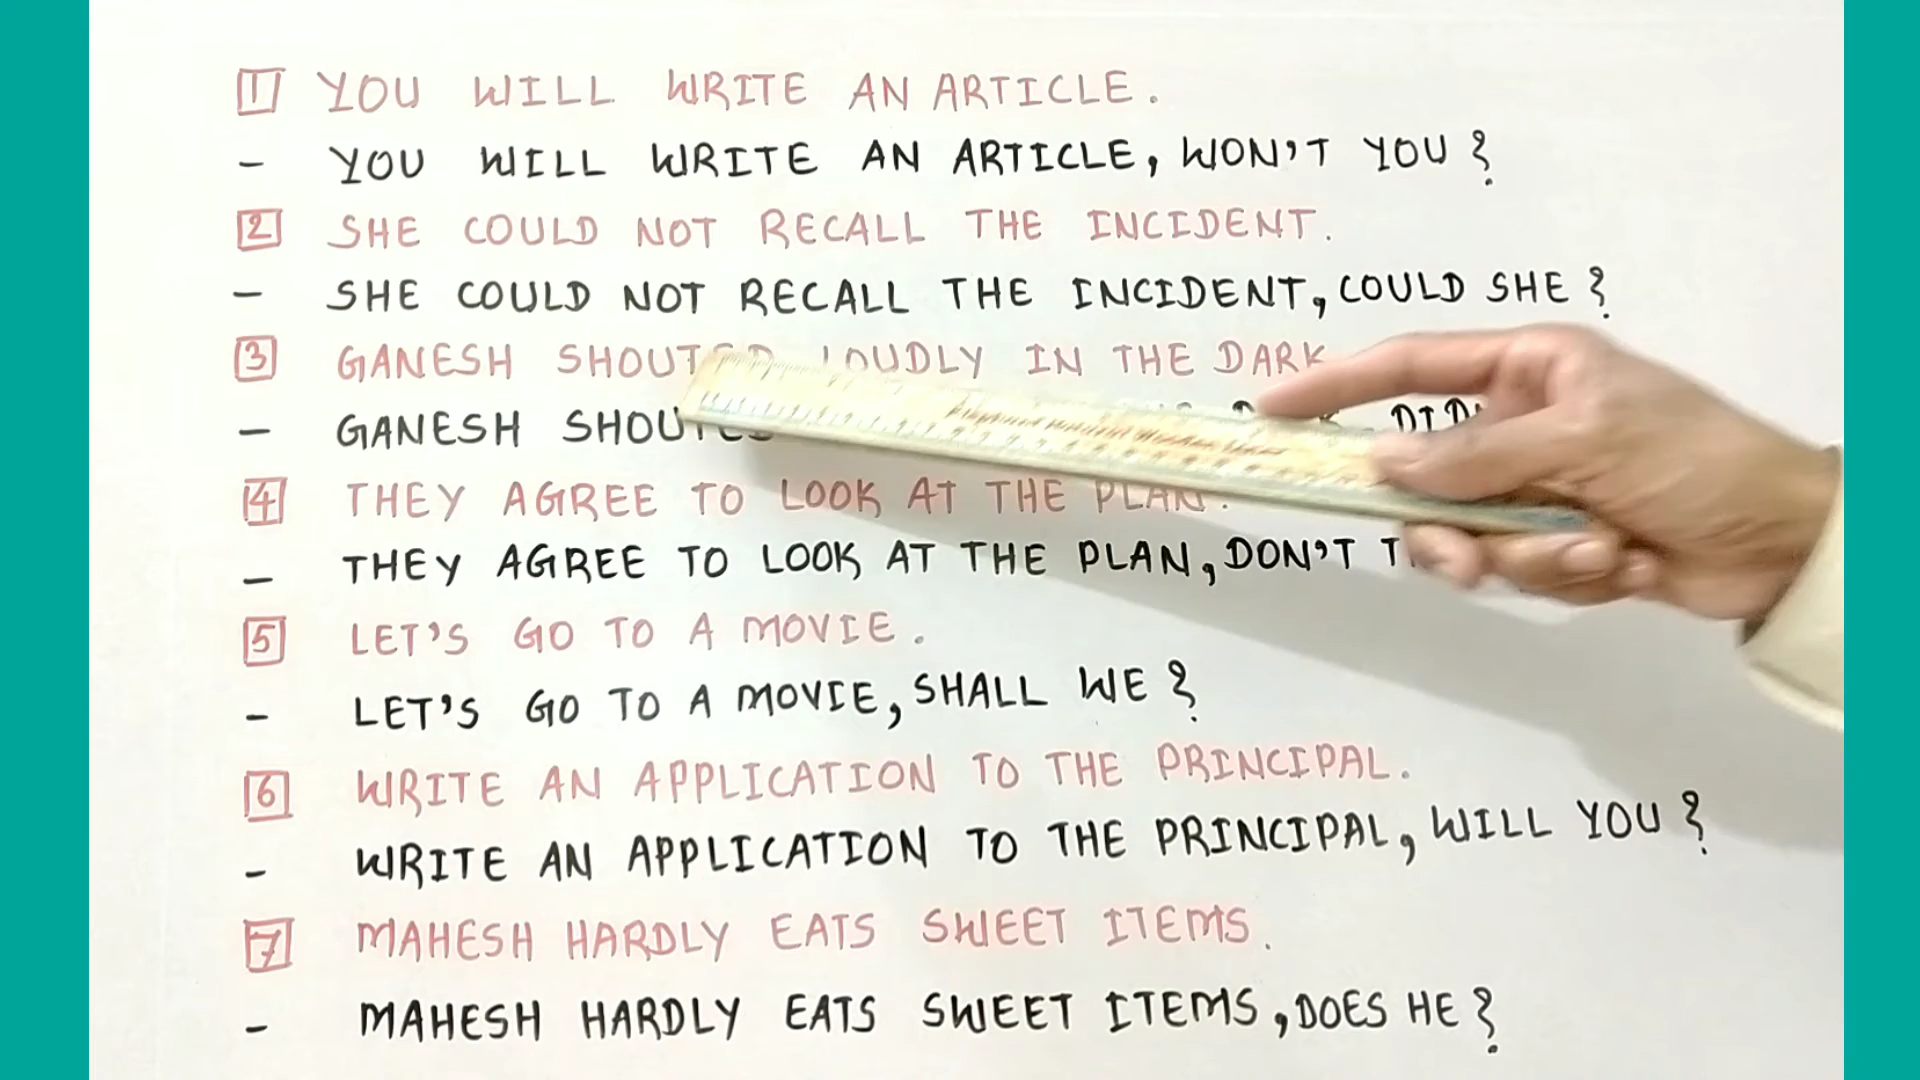 1 YOU WILL WRITE AN ARTICLE.
- YOU WILL WRITE AN ARTICLE, WON'T YOU?
2 SHE COULD NOT RECALL THE INCIDENT.
- SHE COULD NOT RECALL THE INCIDENT, COULD SHE?
3 GANESH SHOUTED LOUDLY IN THE DARK
- GANESH SHOUTED
4 THEY AGREE TO LOOK AT THE PLAN.
- THEY AGREE TO LOOK AT THE PLAN, DON'T
5 LET'S GO TO A MOVIE.
- LET'S GO TO A MOVIE, SHALL WE?
6 WRITE AN APPLICATION TO THE PRINCIPAL.
- WRITE AN APPLICATION TO THE PRINCIPAL, WILL YOU?
7 MAHESH HARDLY EATS SWEET ITEMS.
- MAHESH HARDLY EATS SWEET ITEMS, DOES HE?